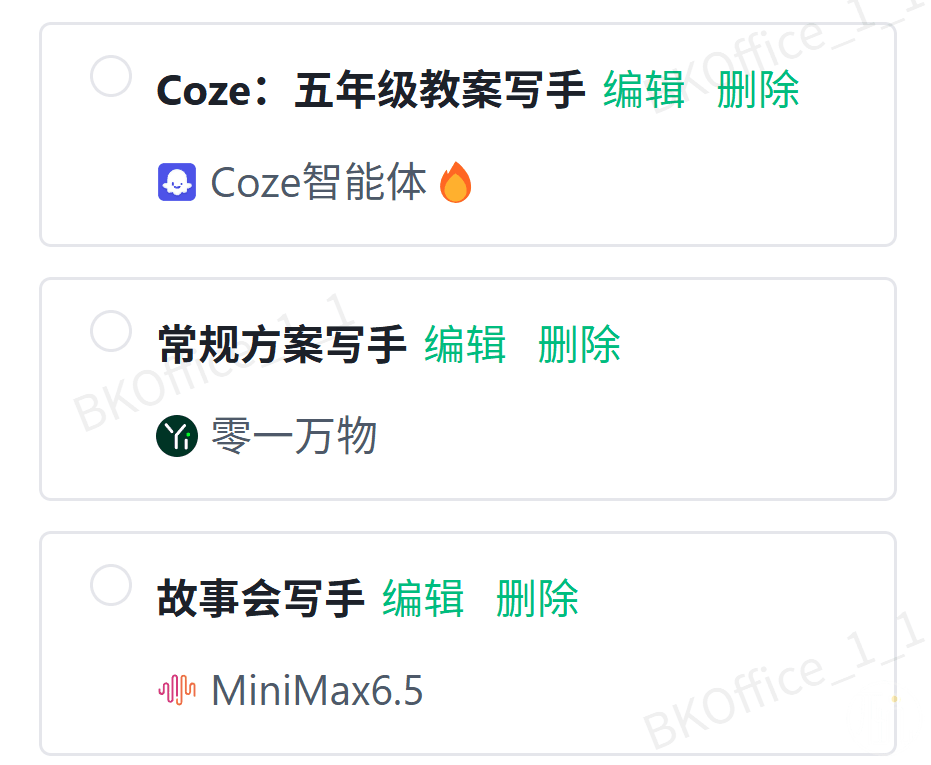 Coze：五年级教案写手 编辑 删除
Coze智能体
常规方案写手 编辑 删除
零一万物
故事会写手 编辑 删除
MiniMax6.5
BKOffice_1_1
BKOffice_1_1
BKOffice_1_1